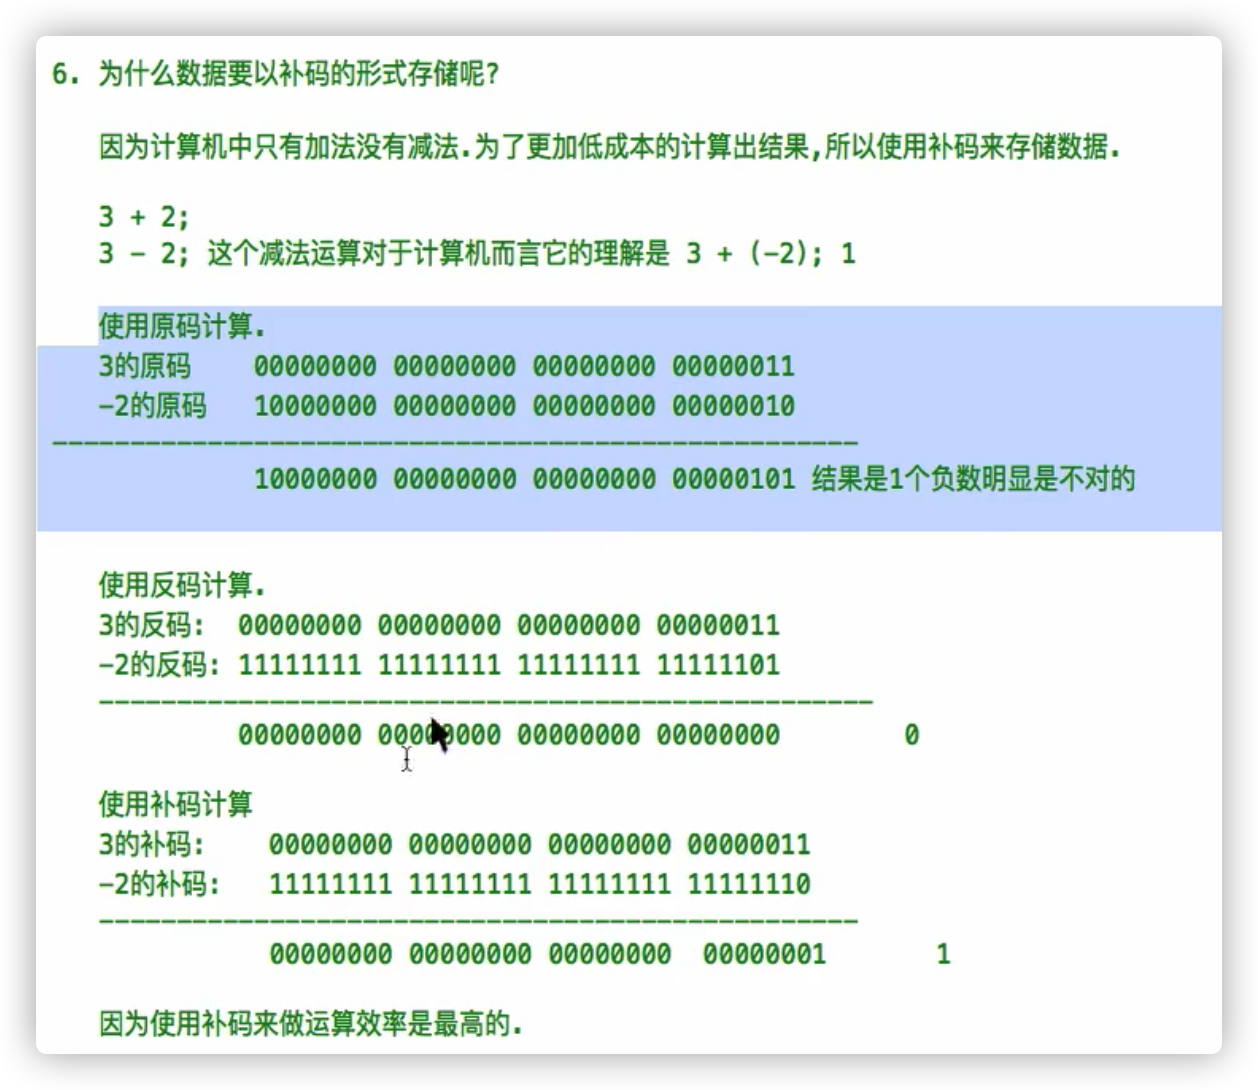 6. 为什么数据要以补码的形式存储呢?
因为计算机中只有加法没有减法.为了更加低成本的计算出结果,所以使用补码来存储数据.
3 + 2;
3 - 2; 这个减法运算对于计算机而言它的理解是 3 + (-2); 1
使用原码计算.
3的原码 00000000 00000000 00000000 00000011
-2的原码 10000000 00000000 00000000 00000010
----------------------------------------------------
10000000 00000000 00000000 00000101 结果是1个负数明显是不对的
使用反码计算.
3的反码: 00000000 00000000 00000000 00000011
-2的反码: 11111111 11111111 11111111 11111101
--------------------------------------------------
00000000 00000000 00000000 00000000 0
使用补码计算
3的补码: 00000000 00000000 00000000 00000011
-2的补码: 11111111 11111111 11111111 11111110
-------------------------------------------------
00000000 00000000 00000000 00000001 1
因为使用补码来做运算效率是最高的.